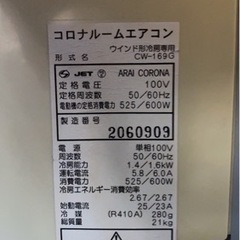 コロナルームエアコン
ウインド形冷房専用
形式名 CW-169G
JET ARAI CORONA
定格電圧 100V
定格周波数 50/60Hz
電動機の定格消費電力 525/600W
製造番号 2060909
電源 単相100V
周波数 50/60Hz
冷房能力 1.4/1.6kW
運転電流 5.8/6.0A
消費電力 525/600W
冷房エネルギー消費効率
2.67/2.67
始動電流 25/23A
冷媒 (R410A) 280g
総質量 21kg